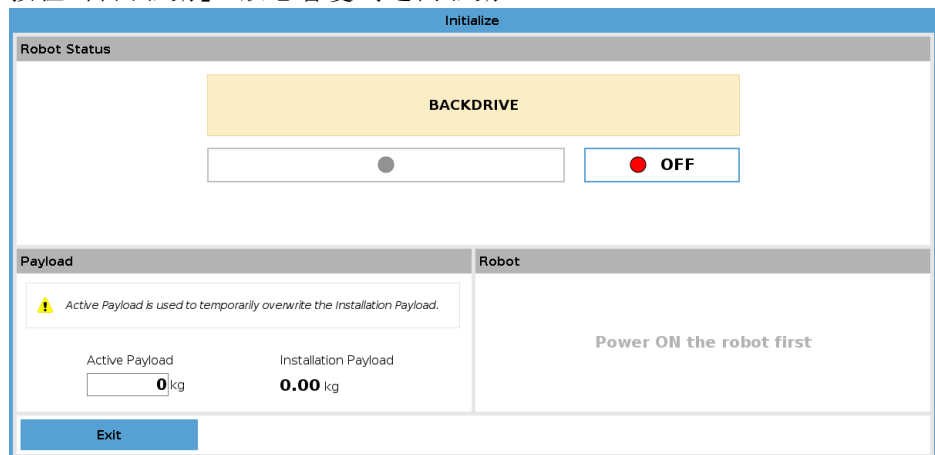 Initialize
Robot Status
BACKDRIVE
OFF
Payload
Robot
Active Payload is used to temporarily overwrite the Installation Payload.
Power ON the robot first
Active Payload
Installation Payload
0 kg
0.00 kg
Exit